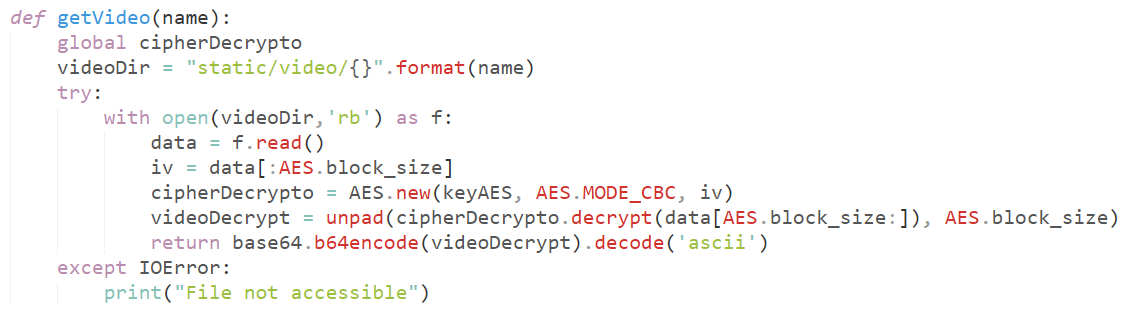 def getVideo(name):
    global cipherDecrypto
    videoDir = "static/video/{}".format(name)
    try:
        with open(videoDir,'rb') as f:
            data = f.read()
            iv = data[:AES.block_size]
            cipherDecrypto = AES.new(keyAES, AES.MODE_CBC, iv)
            videoDecrypt = unpad(cipherDecrypto.decrypt(data[AES.block_size:]), AES.block_size)
            return base64.b64encode(videoDecrypt).decode('ascii')
    except IOError:
        print("File not accessible")